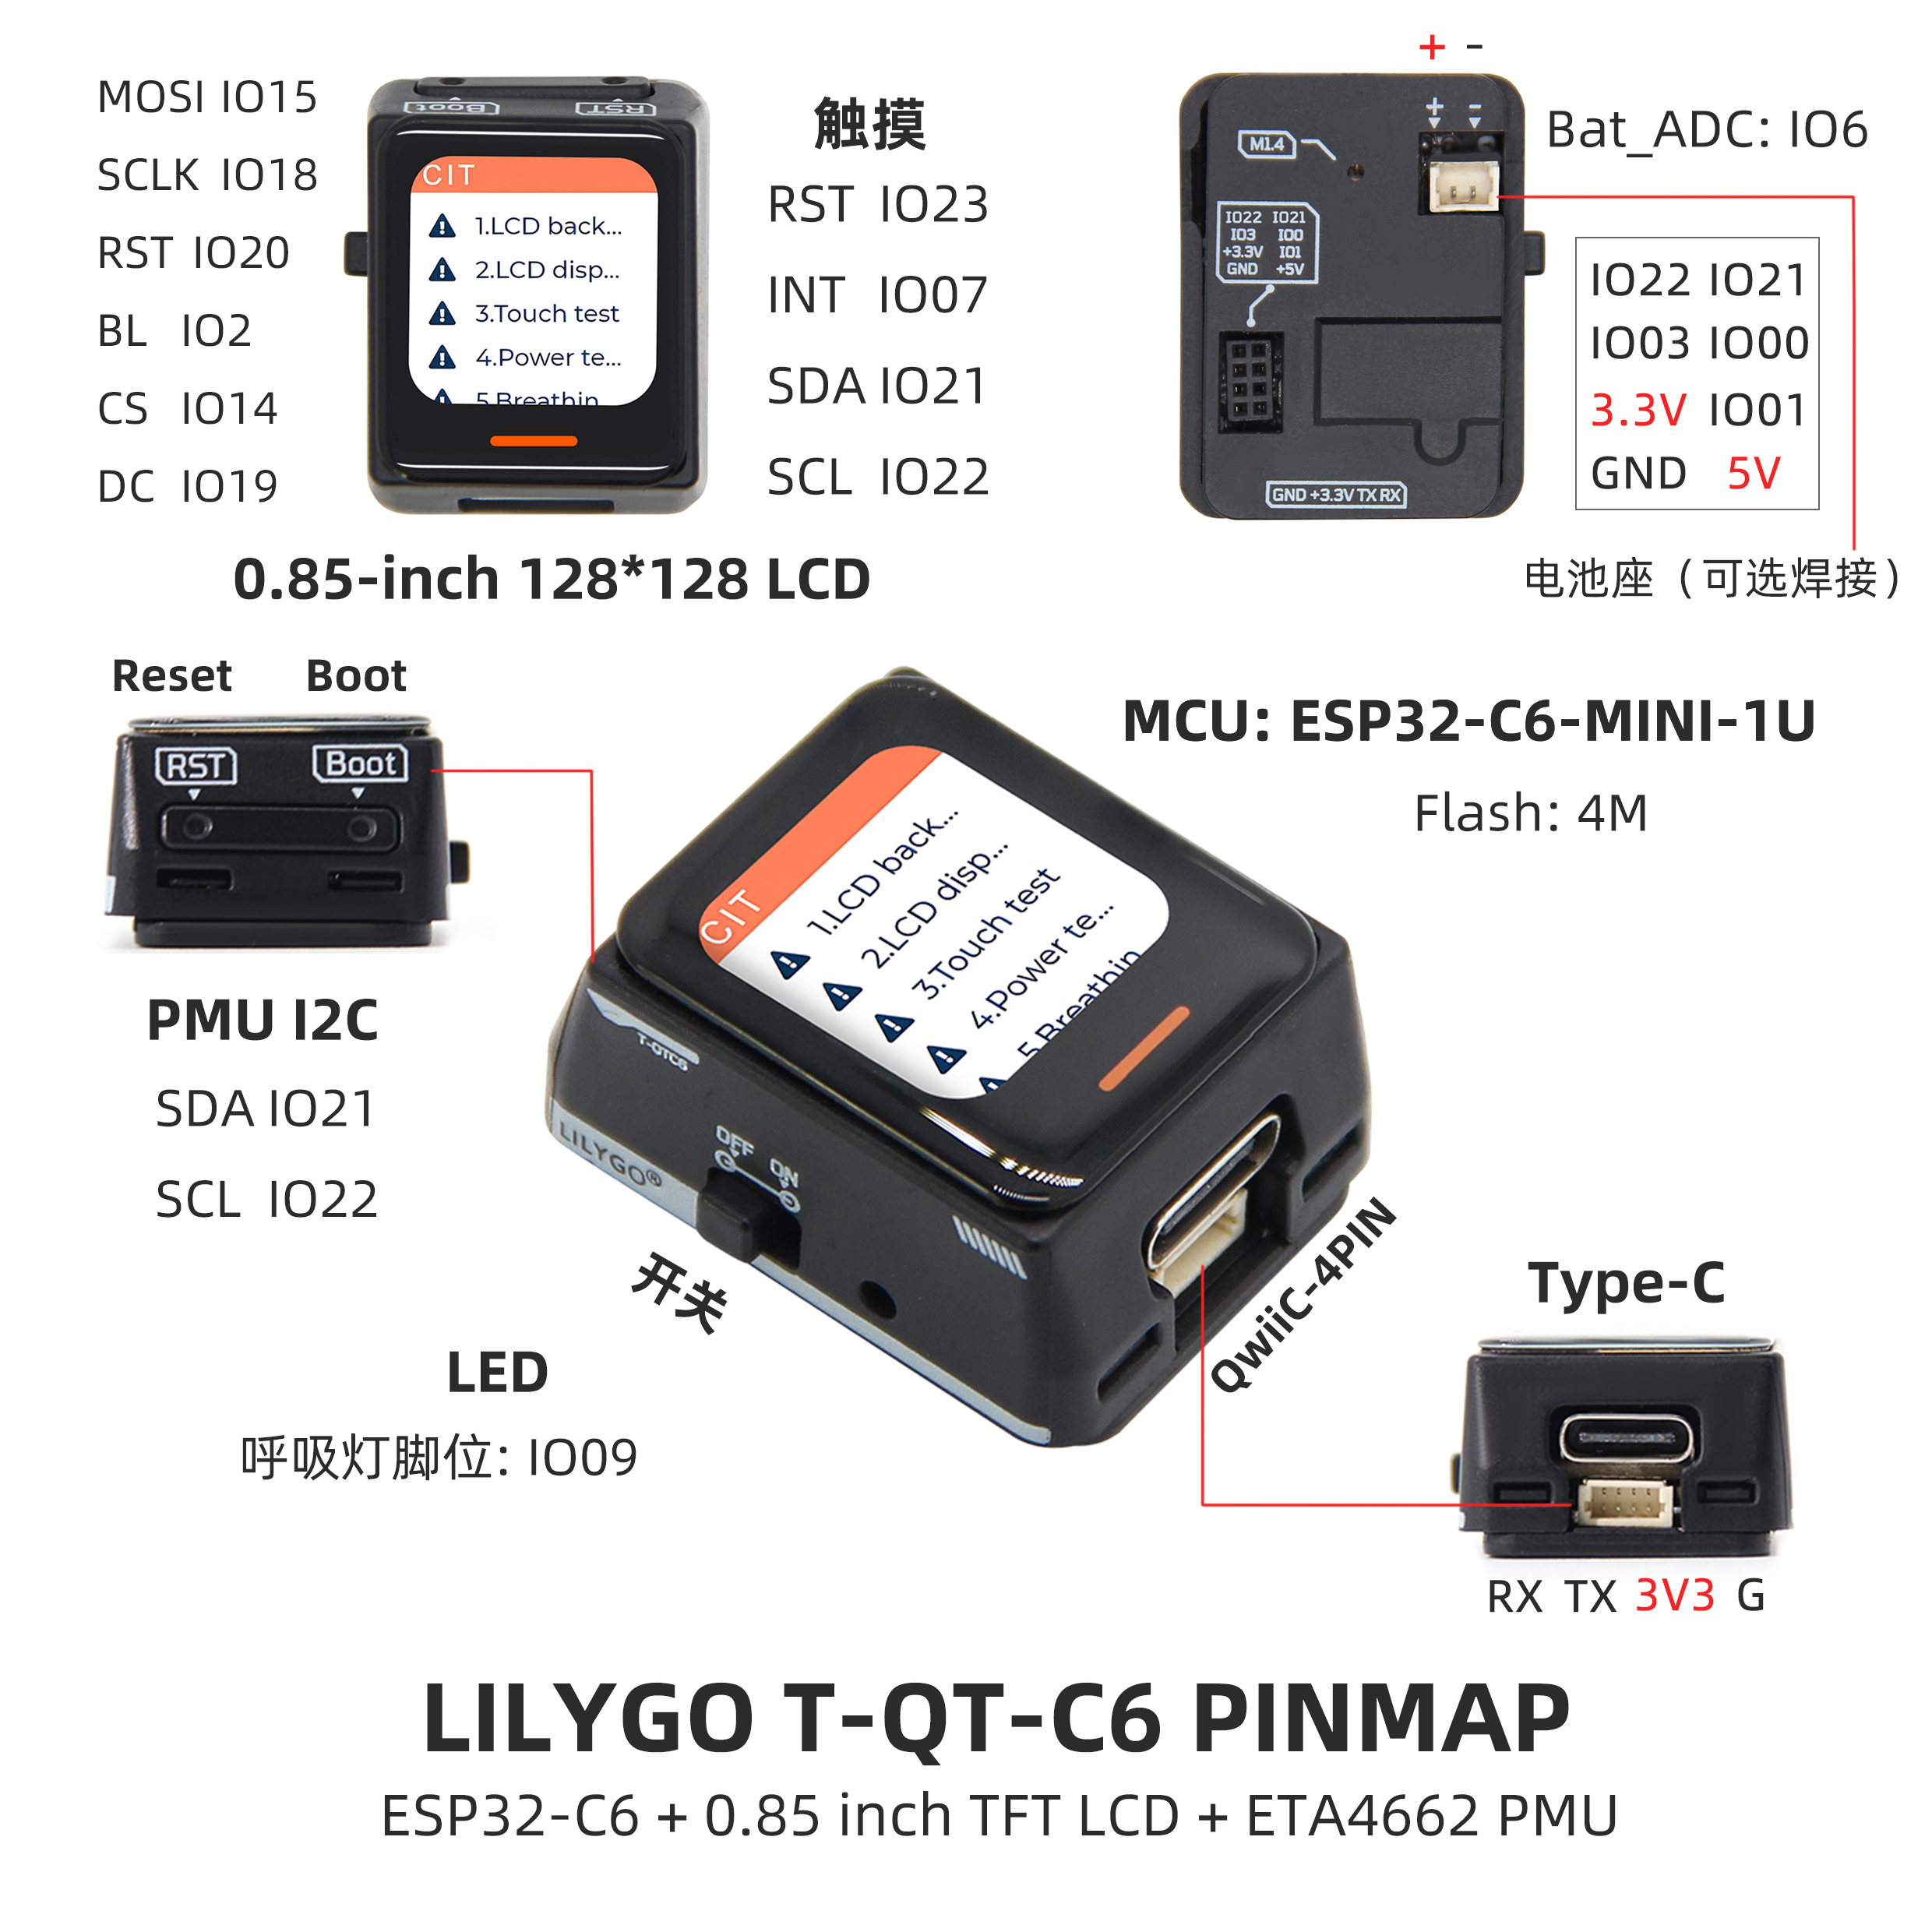 MOSI IO15
SCLK IO18
RST IO20
BL IO2
CS IO14
DC IO19
Boot
RST
CIT
1.LCD back...
2.LCD disp...
3.Touch test
4.Power te...
5.Breathin
触摸
RST IO23
INT IO07
SDA IO21
SCL IO22
0.85-inch 128*128 LCD
+ -
+ -
M1.4
IO22 IO21
IO3 IO0
+3.3V IO1
GND +5V
GND +3.3V TX RX
Bat_ADC: IO6
IO22 IO21
IO03 IO00
3.3V IO01
GND 5V
电池座（可选焊接）
Reset Boot
RST Boot
PMU I2C
SDA IO21
SCL IO22
MCU: ESP32-C6-MINI-1U
Flash: 4M
CIT
1.LCD back...
2.LCD disp...
3.Touch test
4.Power te...
5.Breathin
T-QTC6
LILYGO®
OFF ON
开关
QwiiC-4PIN
LED
呼吸灯脚位: IO09
Type-C
RX TX 3V3 G
LILYGO T-QT-C6 PINMAP
ESP32-C6 + 0.85 inch TFT LCD + ETA4662 PMU